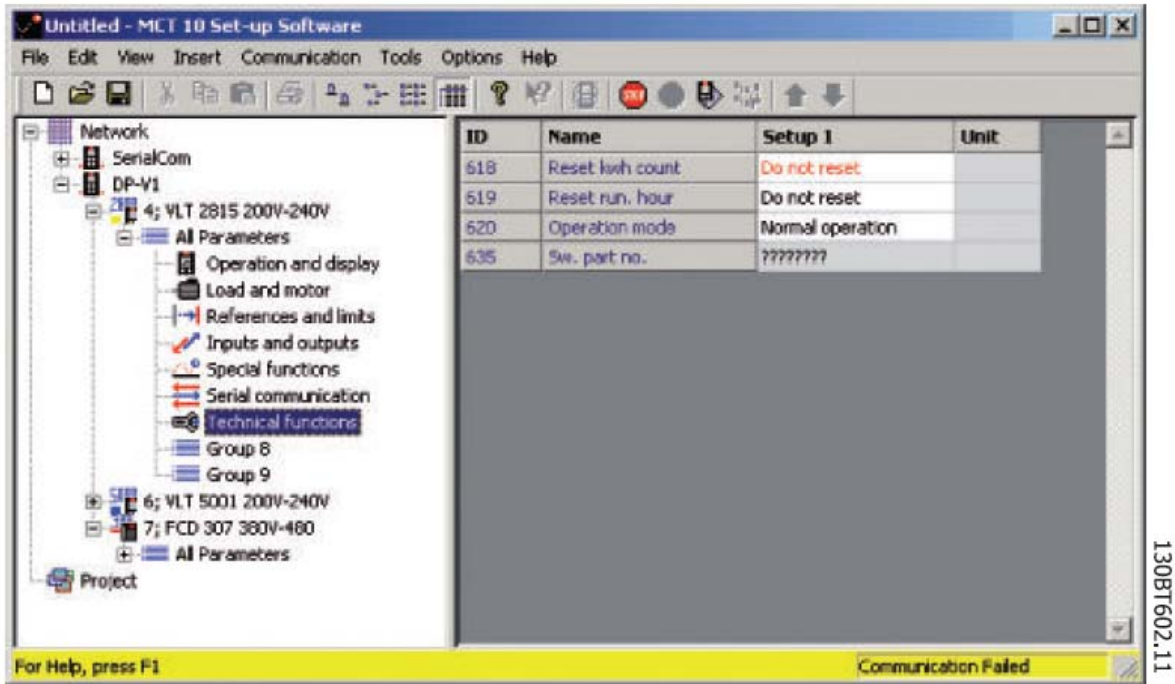 Untitled - MCT 10 Set-up Software
File Edit View Insert Communication Tools Options Help
STOP
Network
SerialCom
DP-V1
4; VLT 2815 200V-240V
All Parameters
Operation and display
Load and motor
References and limits
Inputs and outputs
Special functions
Serial communication
Technical functions
Group 8
Group 9
6; VLT 5001 200V-240V
7; FCD 307 380V-480
All Parameters
Project
ID Name Setup 1 Unit
618 Reset kwh count Do not reset
619 Reset run. hour Do not reset
620 Operation mode Normal operation
635 Sw. part no. ????????
For Help, press F1 Communication Failed
130BT602.11